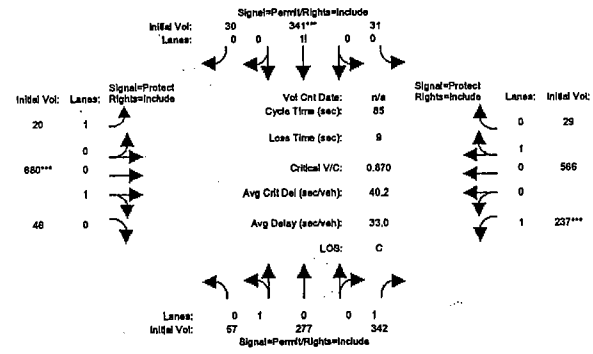 Signal=Permit/Rights=Include
Initial Vol: 30 341*** 31
Lanes: 0 0 1! 0 0
Signal=Protect
Initial Vol: Lanes: Rights=Include
Vol Cnt Date: n/a
Signal=Protect
Rights=Include Lanes: Initial Vol:
Cycle Time (sec): 85
20 1
0 29
Loss Time (sec): 9
0
1
680*** 0
Critical V/C: 0.870
0 566
1
Avg Crit Del (sec/veh): 40.2
0
48 0
Avg Delay (sec/veh): 33.0
1 237***
LOS: C
Lanes: 0 1 0 0 1
Initial Vol: 67 277 342
Signal=Permit/Rights=Include